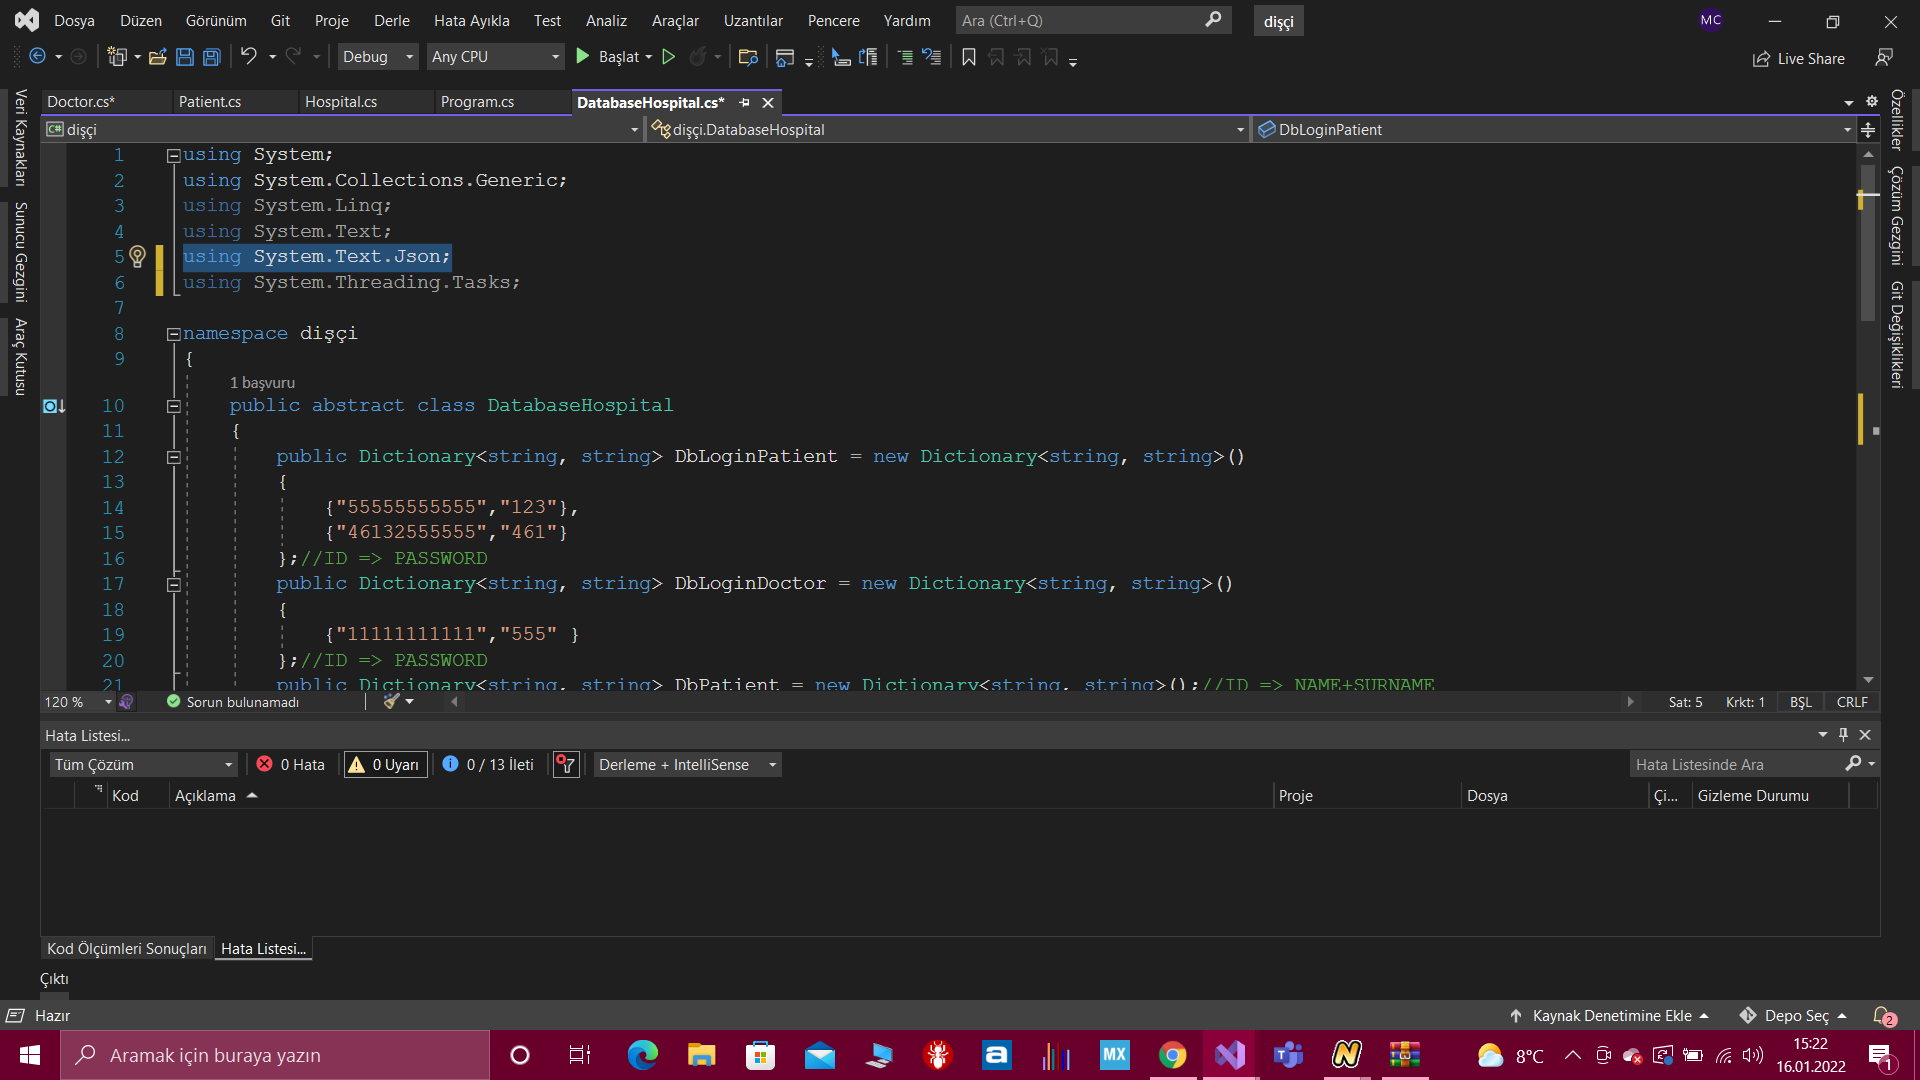 Dosya Düzen Görünüm Git Proje Derle Hata Ayıkla Test Analiz Araçlar Uzantılar Pencere Yardım Ara (Ctrl+Q) dişçi MC
Debug Any CPU Başlat Live Share
Doctor.cs* Patient.cs Hospital.cs Program.cs DatabaseHospital.cs*
C# dişçi dişçi.DatabaseHospital DbLoginPatient
Veri Kaynakları
Sunucu Gezgini
Araç Kutusu
1 using System;
2 using System.Collections.Generic;
3 using System.Linq;
4 using System.Text;
5 using System.Text.Json;
6 using System.Threading.Tasks;
7
8 namespace dişçi
9 {
1 başvuru
10 public abstract class DatabaseHospital
11 {
12 public Dictionary<string, string> DbLoginPatient = new Dictionary<string, string>()
13 {
14 {"55555555555","123"},
15 {"46132555555","461"}
16 };//ID => PASSWORD
17 public Dictionary<string, string> DbLoginDoctor = new Dictionary<string, string>()
18 {
19 {"11111111111","555" }
20 };//ID => PASSWORD
21 public Dictionary<string, string> DbPatient = new Dictionary<string, string>();//ID => NAME+SURNAME
Özellikler
Çözüm Gezgini
Git Değişiklikleri
120 % Sorun bulunamadı Sat: 5 Krkt: 1 BŞL CRLF
Hata Listesi...
Tüm Çözüm 0 Hata 0 Uyarı 0 / 13 İleti Derleme + IntelliSense Hata Listesinde Ara
Kod Açıklama Proje Dosya Çi... Gizleme Durumu
Kod Ölçümleri Sonuçları Hata Listesi...
Çıktı
Hazır Kaynak Denetimine Ekle Depo Seç 2
Aramak için buraya yazın MX 8°C 15:22
16.01.2022 1